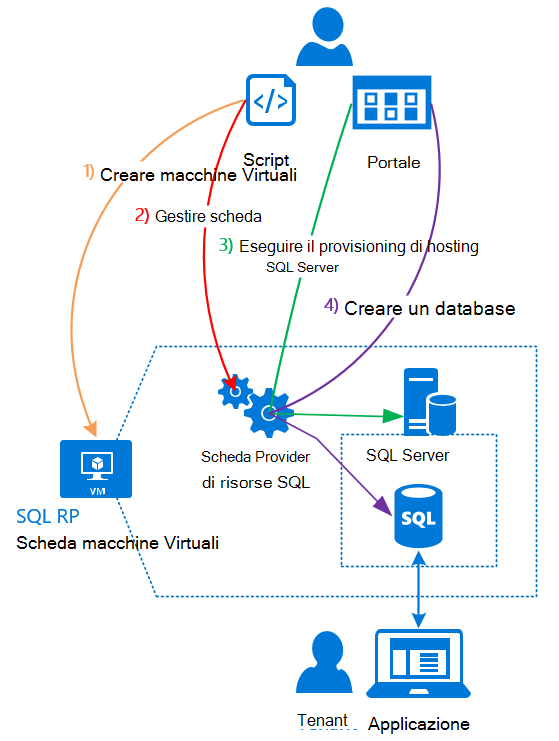 </>
Script
Portale
1) Creare macchine Virtuali
2) Gestire scheda
3) Eseguire il provisioning di hosting
SQL Server
4) Creare un database
Scheda Provider
di risorse SQL
SQL Server
VM
SQL
SQL RP
Scheda macchine Virtuali
Tenant
Applicazione